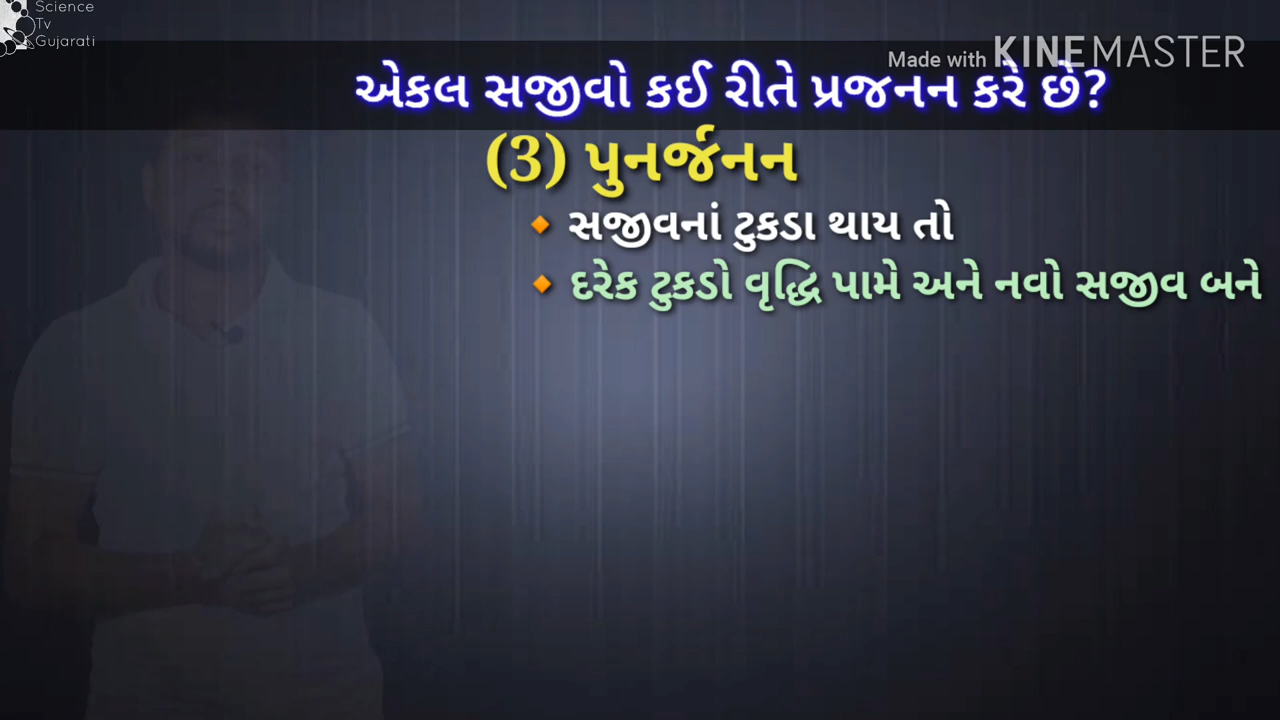 Science
Tv
Gujarati
Made with KINEMASTER
એકલ સજીવો કઈ રીતે પ્રજનન કરે છે?
(3) પુનર્જનન
🔸 સજીવનાં ટુકડા થાય તો
🔸 દરેક ટુકડો વૃદ્ધિ પામે અને નવો સજીવ બને